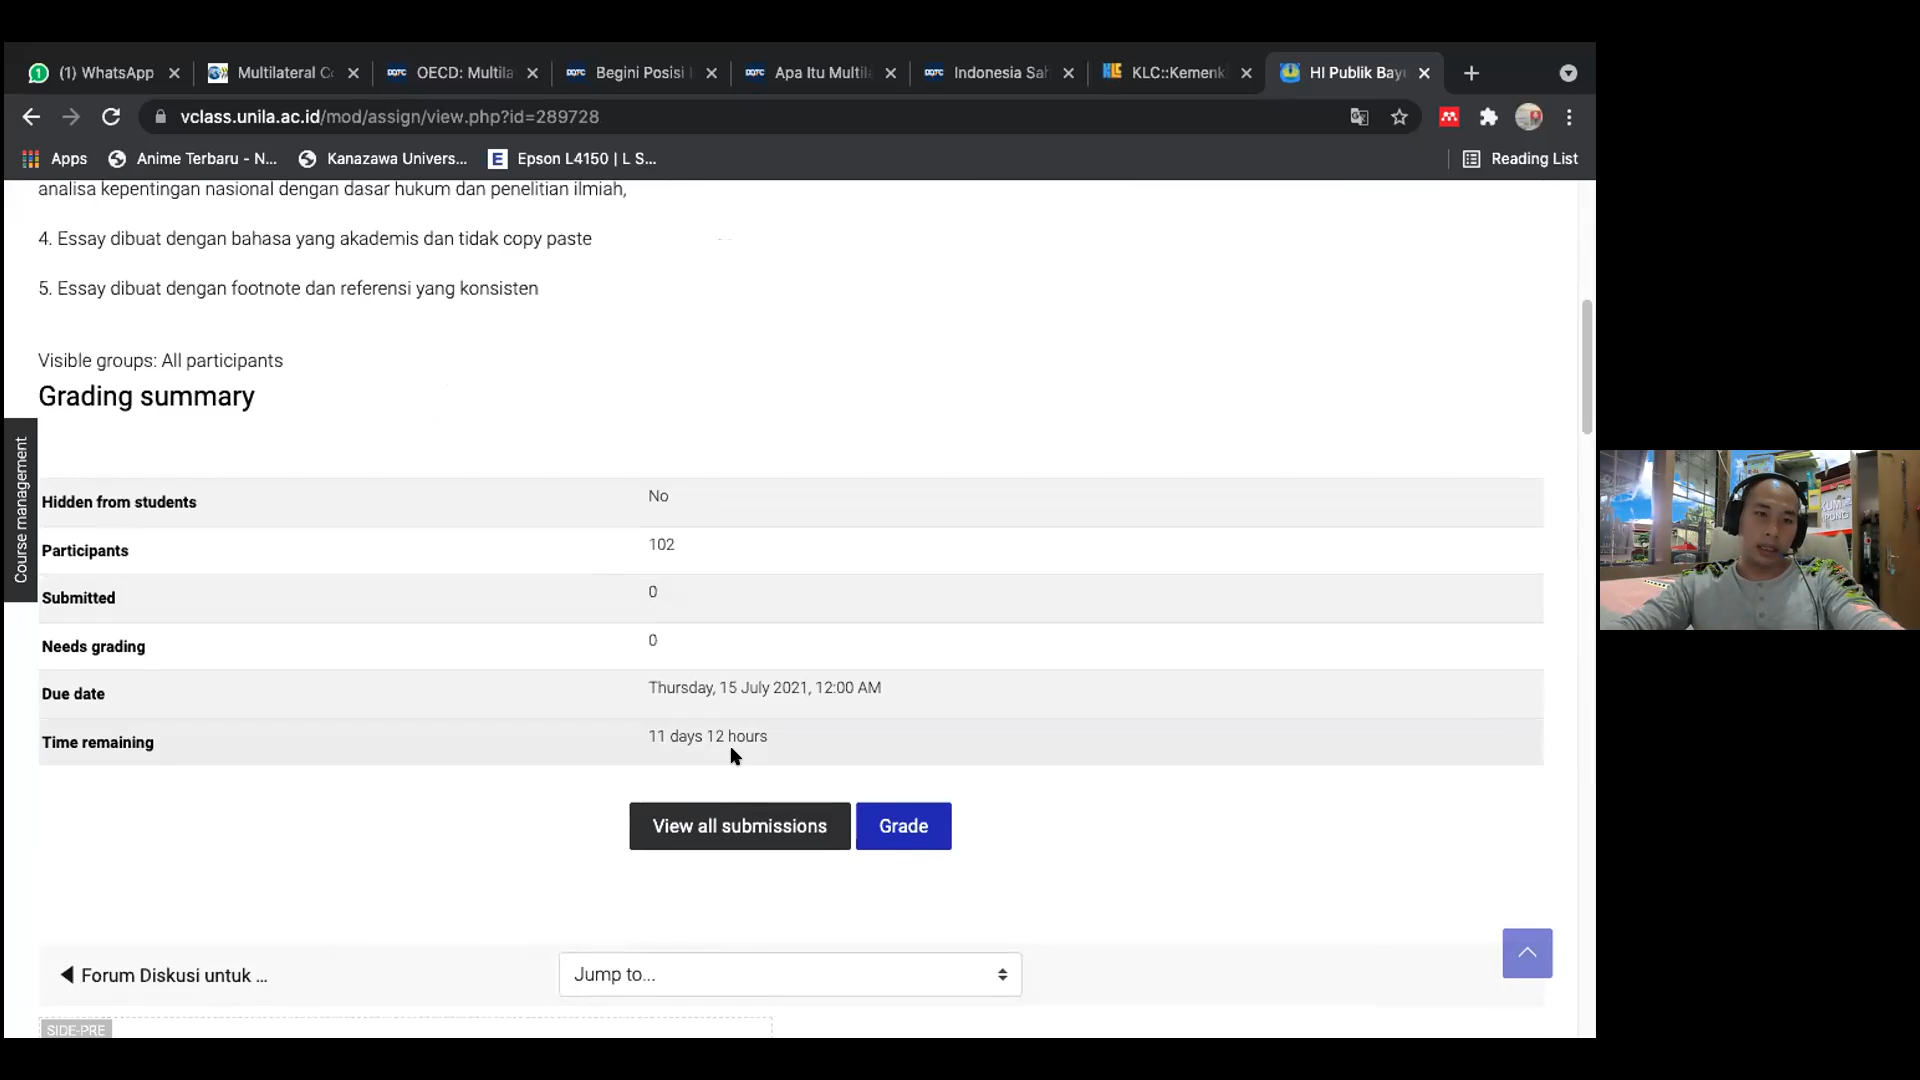 (1) WhatsApp
Multilateral Co
OECD: Multila
Begini Posisi
Apa Itu Multil
Indonesia Sah
KLC::Kemenk
HI Publik Bayu
vclass.unila.ac.id/mod/assign/view.php?id=289728
Apps
Anime Terbaru - N...
Kanazawa Univers...
E Epson L4150 | L S...
Reading List
analisa kepentingan nasional dengan dasar hukum dan penelitian ilmiah,
4. Essay dibuat dengan bahasa yang akademis dan tidak copy paste
5. Essay dibuat dengan footnote dan referensi yang konsisten
Visible groups: All participants
Grading summary
Course management
Hidden from students No
Participants 102
Submitted 0
Needs grading 0
Due date Thursday, 15 July 2021, 12:00 AM
Time remaining 11 days 12 hours
View all submissions Grade
Forum Diskusi untuk ...
Jump to...
SIDE-PRE